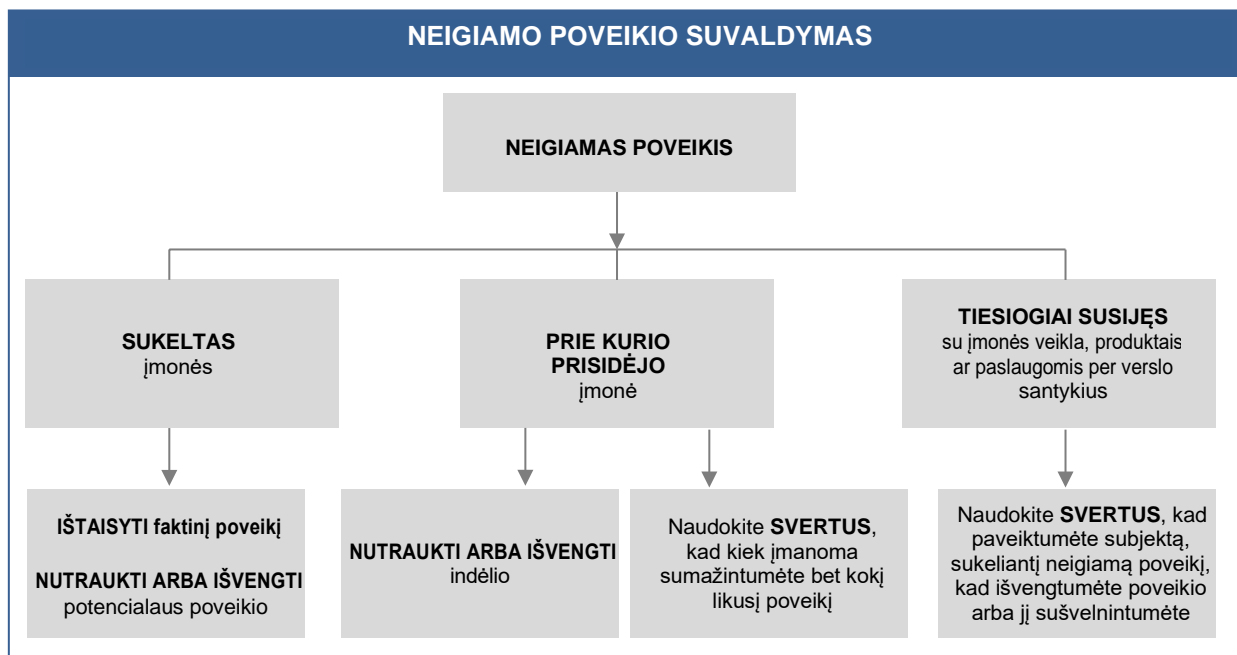 NEIGIAMO POVEIKIO SUVALDYMAS
NEIGIAMAS POVEIKIS
SUKELTAS
įmonės
PRIE KURIO
PRISIDĖJO
įmonė
TIESIOGIAI SUSIJĘS
su įmonės veikla, produktais
ar paslaugomis per verslo
santykius
IŠTAISYTI faktinį poveikį
NUTRAUKTI ARBA IŠVENGTI
potencialaus poveikio
NUTRAUKTI ARBA IŠVENGTI
indėlio
Naudokite SVERTUS,
kad kiek įmanoma
sumažintumėte bet kokį
likusį poveikį
Naudokite SVERTUS, kad
paveiktumėte subjektą,
sukeliantį neigiamą poveikį,
kad išvengtumėte poveikio
arba jį sušvelnintumėte